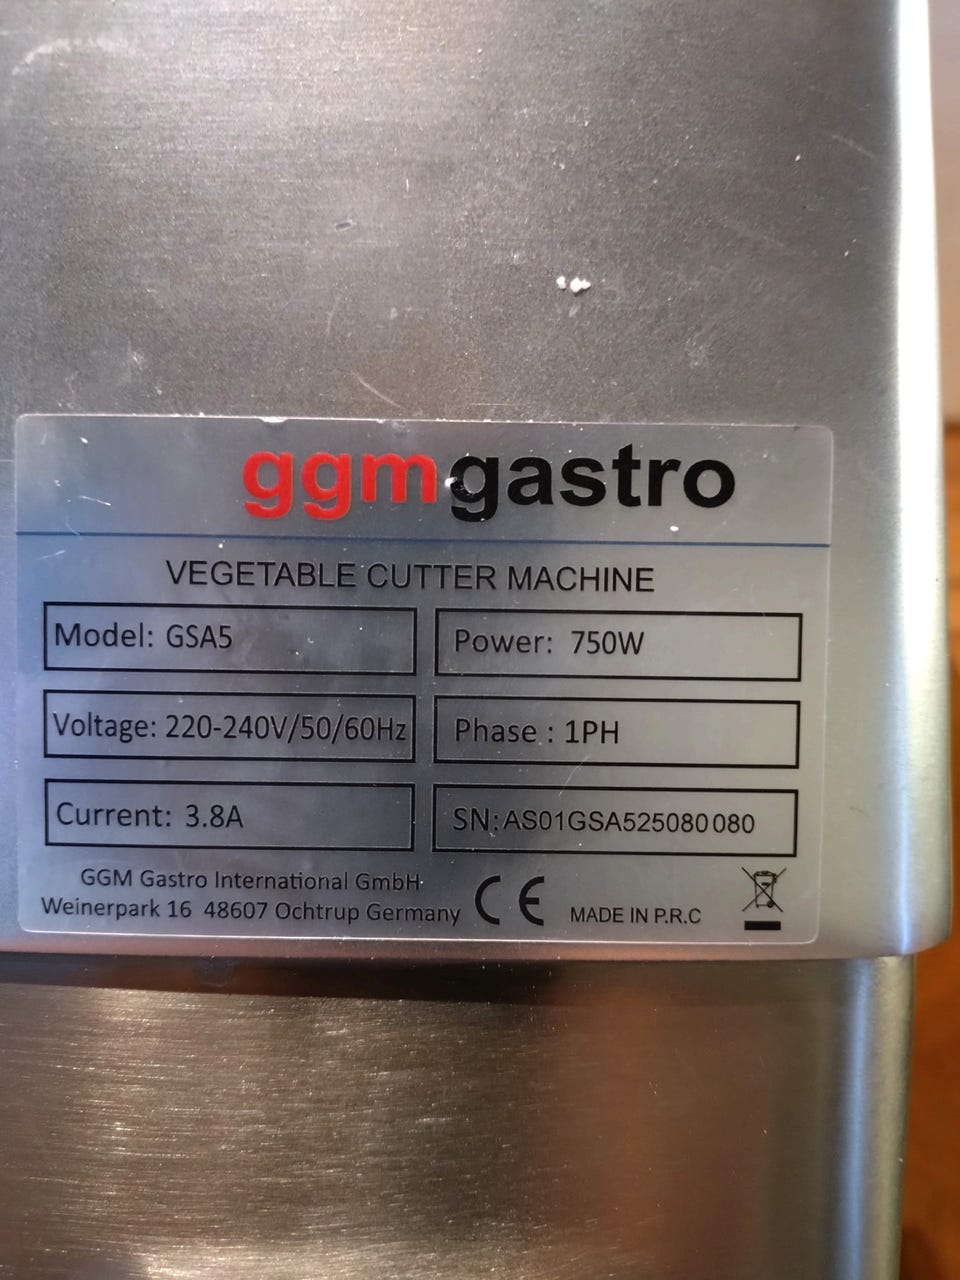 ggmgastro
VEGETABLE CUTTER MACHINE
Model: GSA5
Power: 750W
Voltage: 220-240V/50/60Hz
Phase : 1PH
Current: 3.8A
SN: AS01GSA525080080
GGM Gastro International GmbH
Weinerpark 16 48607 Ochtrup Germany
CE
MADE IN P.R.C